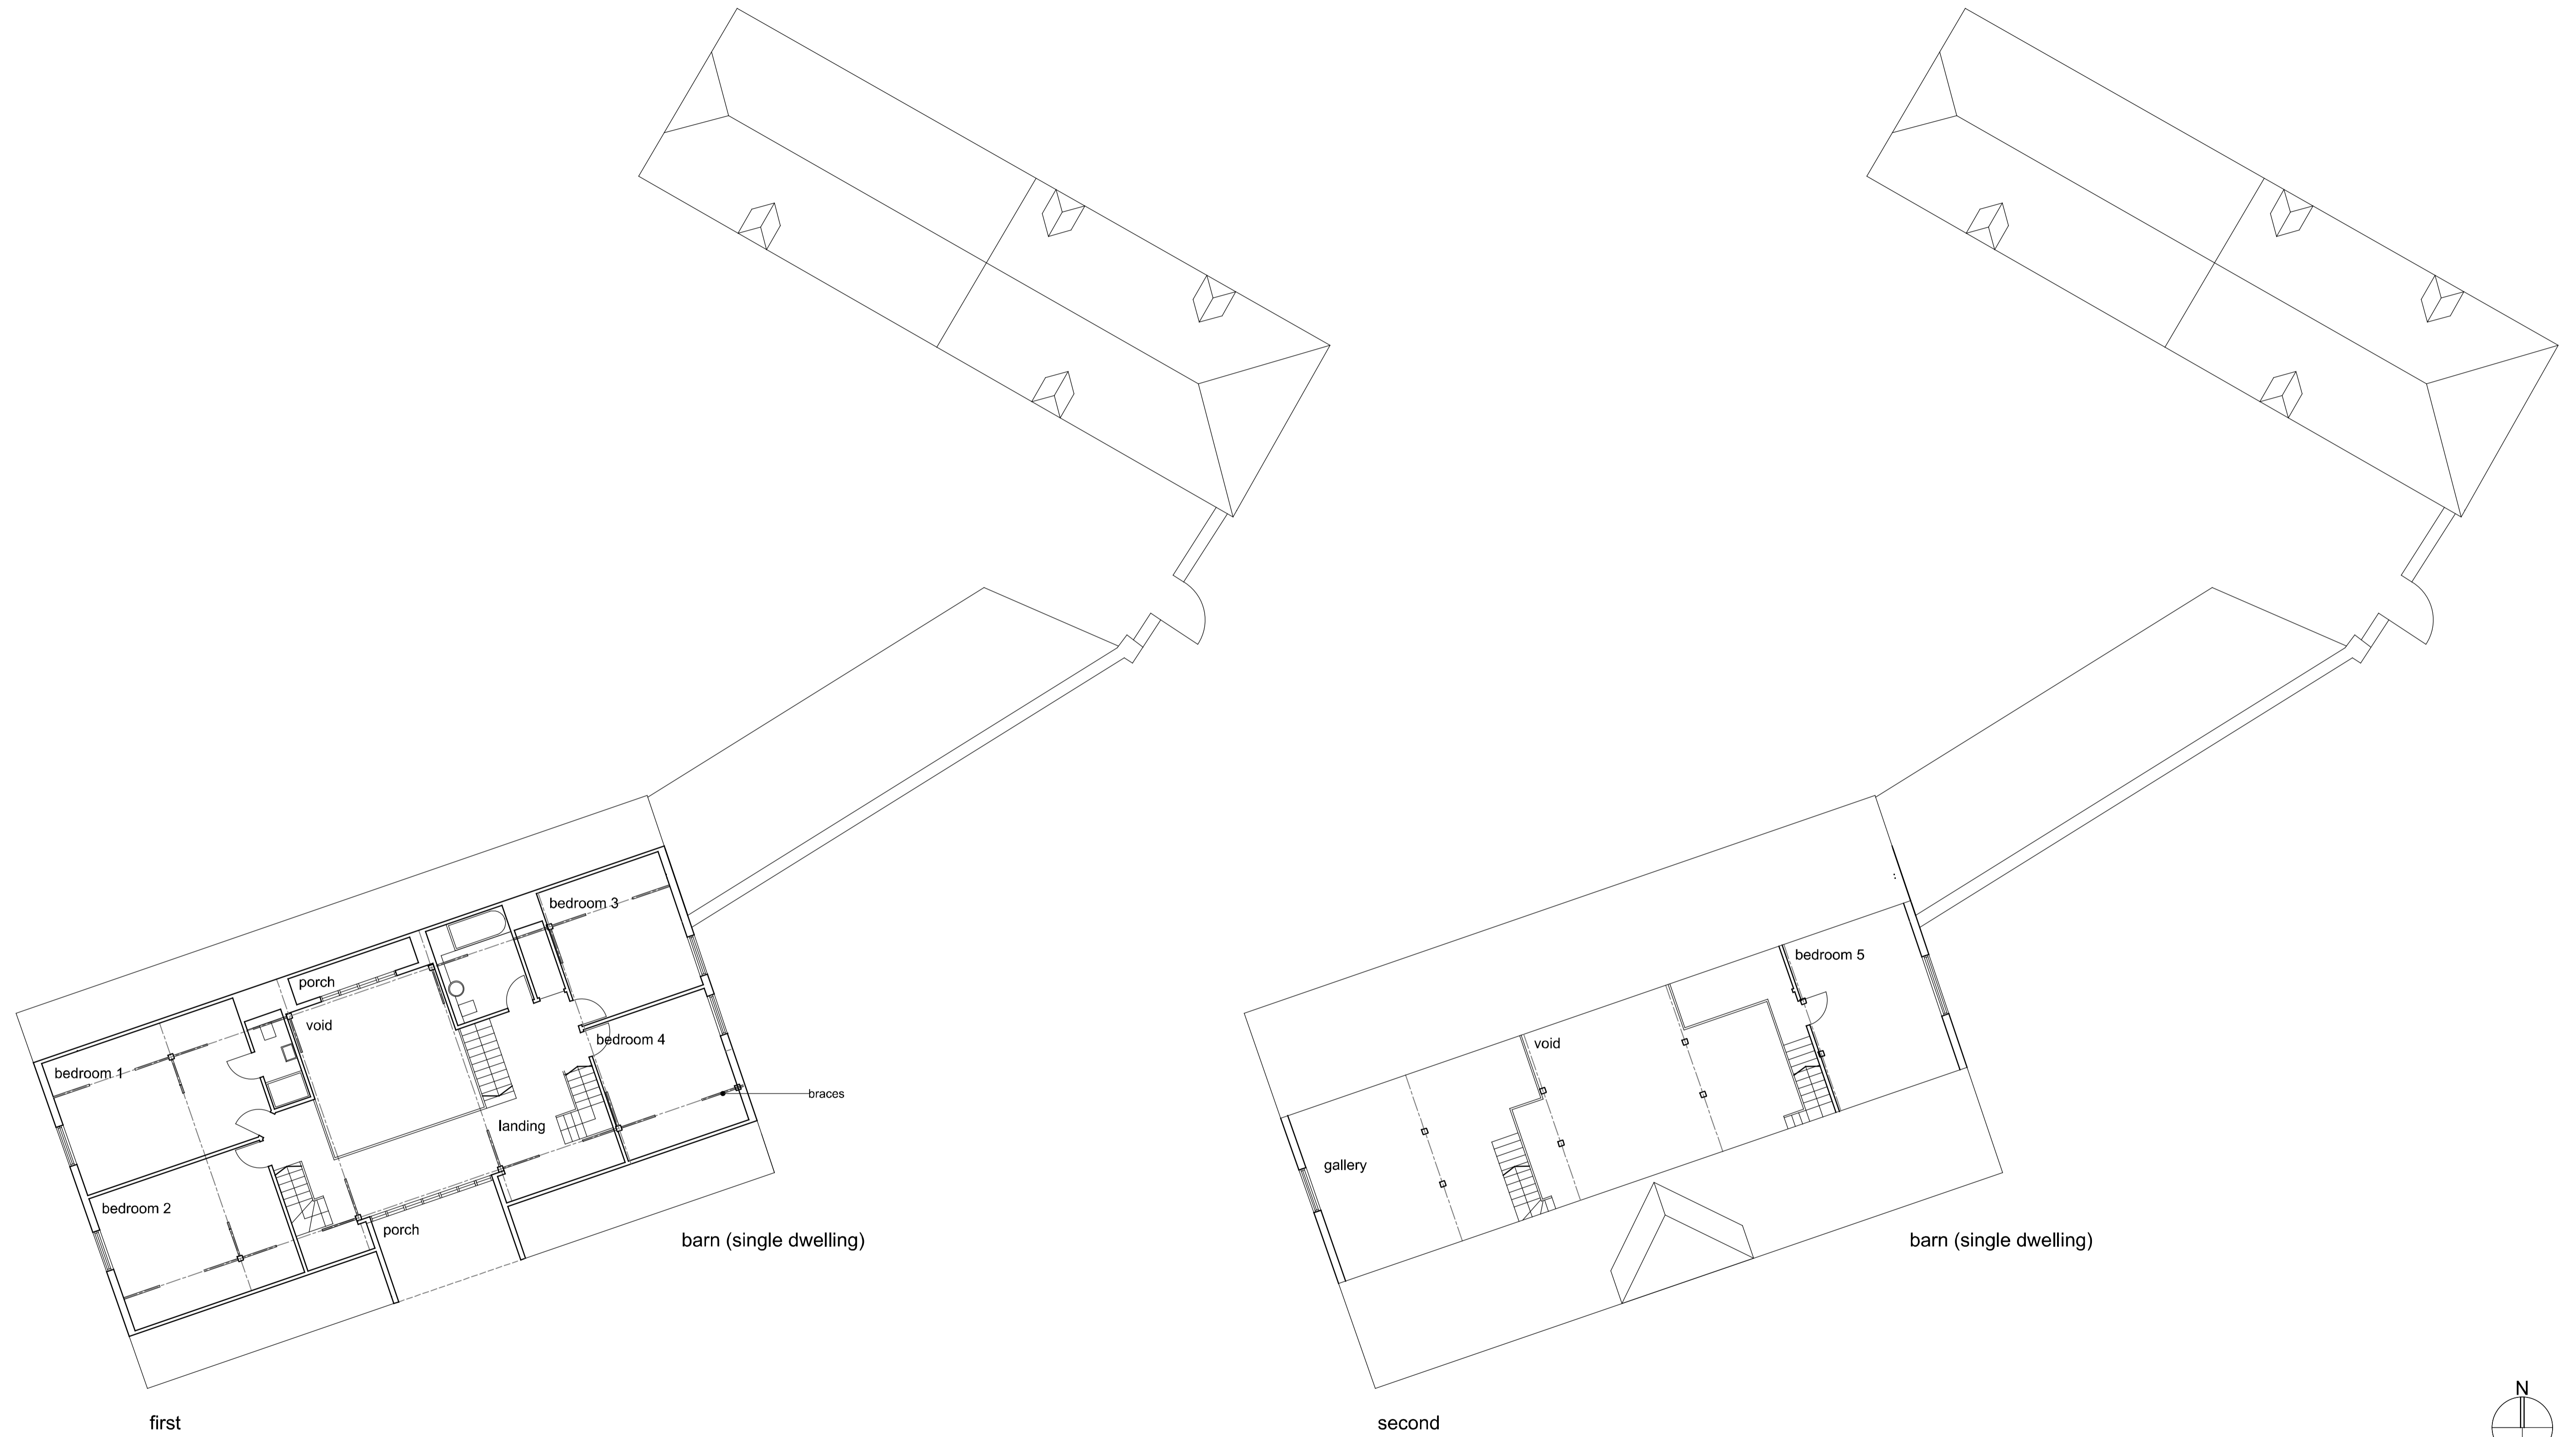 bedroom 3
porch
void
bedroom 4
bedroom 1
braces
landing
bedroom 2
porch
barn (single dwelling)
first
bedroom 5
void
gallery
barn (single dwelling)
second
N